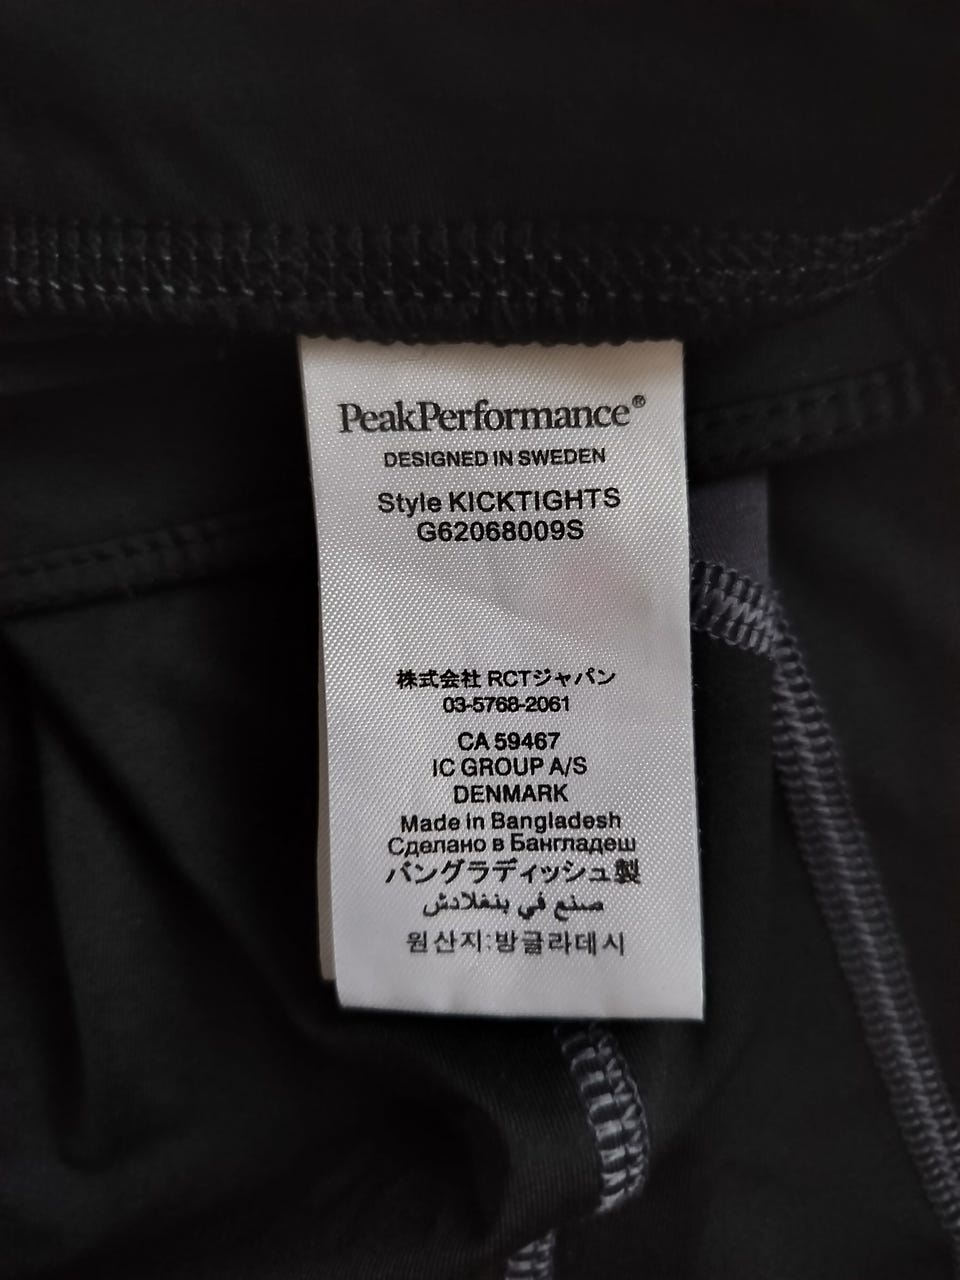 PeakPerformance®
DESIGNED IN SWEDEN
Style KICKTIGHTS
G62068009S
株式会社 RCTジャパン
03-5768-2061
CA 59467
IC GROUP A/S
DENMARK
Made in Bangladesh
Сделано в Бангладеш
バングラディッシュ製
صنع في بنغلادش
원산지:방글라데시